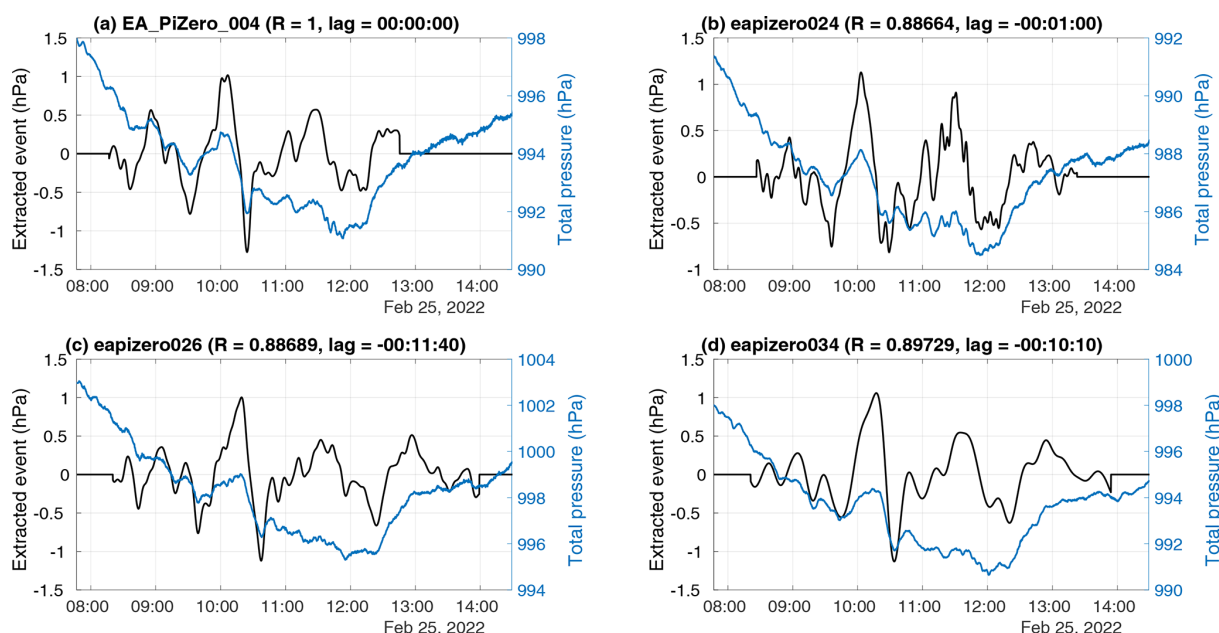 (a) EA_PiZero_004 (R = 1, lag = 00:00:00)
Extracted event (hPa)
1.5
1
0.5
0
-0.5
-1
-1.5
998
996
994
992
990
Total pressure (hPa)
08:00 09:00 10:00 11:00 12:00 13:00 14:00
Feb 25, 2022
(b) eapizero024 (R = 0.88664, lag = -00:01:00)
Extracted event (hPa)
1.5
1
0.5
0
-0.5
-1
992
990
988
986
984
Total pressure (hPa)
08:00 09:00 10:00 11:00 12:00 13:00 14:00
Feb 25, 2022
(c) eapizero026 (R = 0.88689, lag = -00:11:40)
Extracted event (hPa)
1.5
1
0.5
0
-0.5
-1
-1.5
1004
1002
1000
998
996
994
Total pressure (hPa)
08:00 09:00 10:00 11:00 12:00 13:00 14:00
Feb 25, 2022
(d) eapizero034 (R = 0.89729, lag = -00:10:10)
Extracted event (hPa)
1.5
1
0.5
0
-0.5
-1
-1.5
1000
998
996
994
992
990
Total pressure (hPa)
08:00 09:00 10:00 11:00 12:00 13:00 14:00
Feb 25, 2022